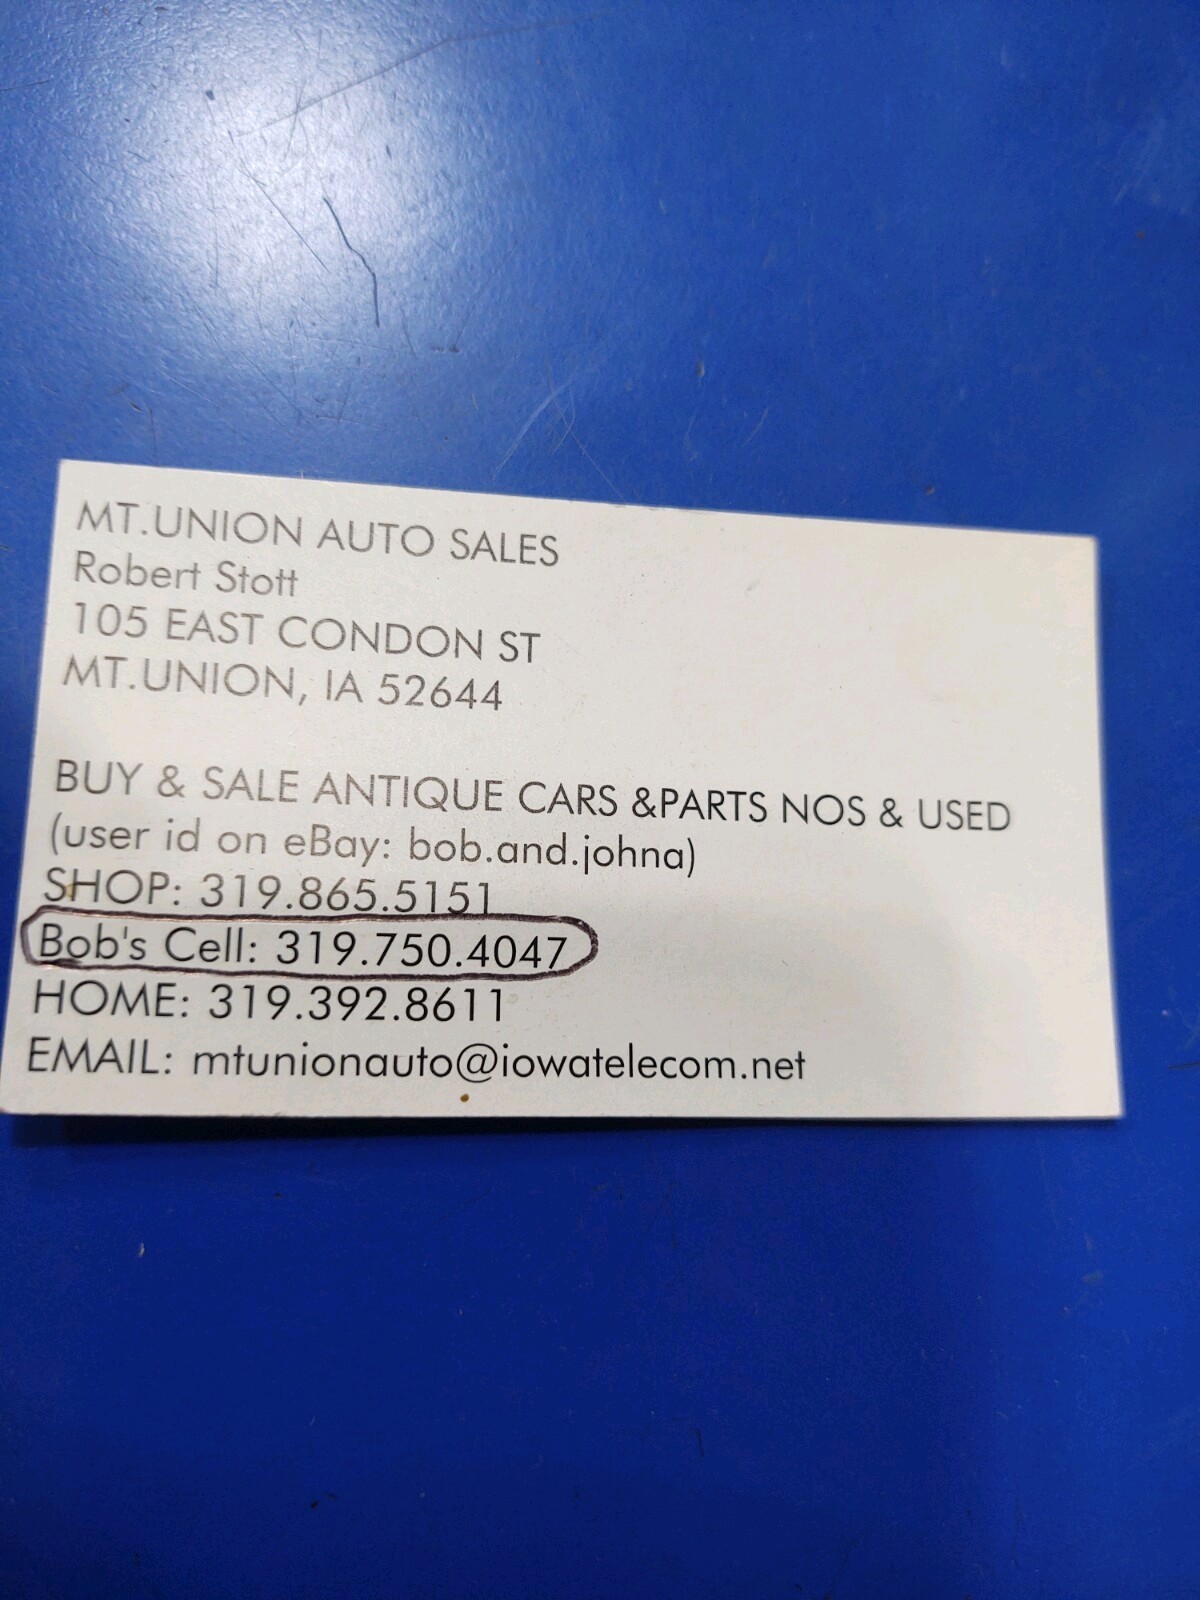 MT.UNION AUTO SALES
Robert Stott
105 EAST CONDON ST
MT.UNION, IA 52644
BUY & SALE ANTIQUE CARS &PARTS NOS & USED
(user id on eBay: bob.and.johna)
SHOP: 319.865.5151
Bob's Cell: 319.750.4047
HOME: 319.392.8611
EMAIL: mtunionauto@iowatelecom.net